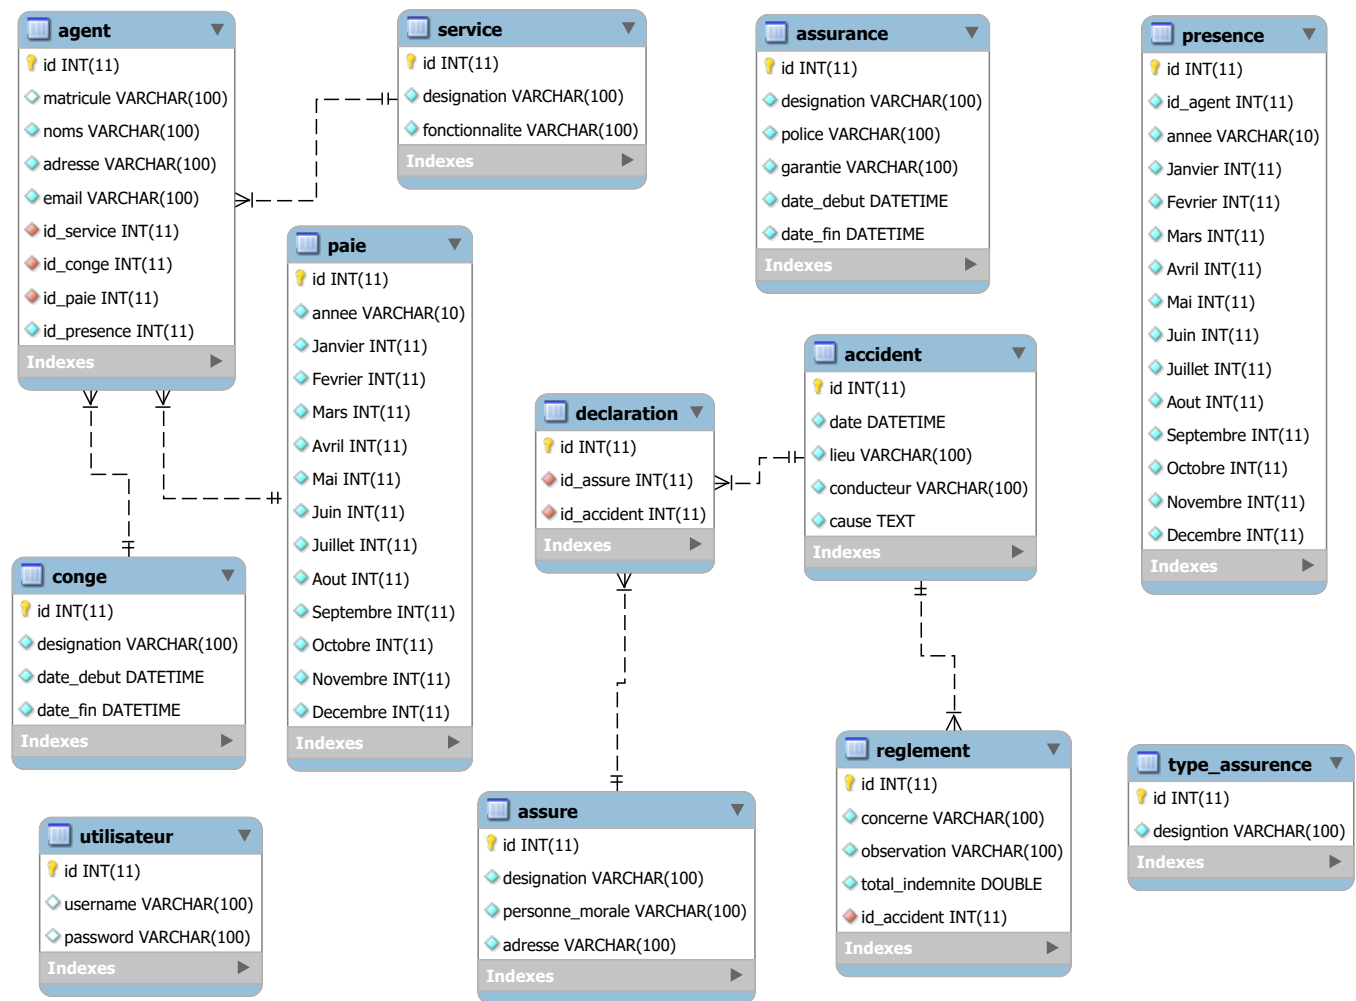 agent
id INT(11)
matricule VARCHAR(100)
noms VARCHAR(100)
adresse VARCHAR(100)
email VARCHAR(100)
id_service INT(11)
id_conge INT(11)
id_paie INT(11)
id_presence INT(11)
Indexes
service
id INT(11)
designation VARCHAR(100)
fonctionnalite VARCHAR(100)
Indexes
assurance
id INT(11)
designation VARCHAR(100)
police VARCHAR(100)
garantie VARCHAR(100)
date_debut DATETIME
date_fin DATETIME
Indexes
presence
id INT(11)
id_agent INT(11)
annee VARCHAR(10)
Janvier INT(11)
Fevrier INT(11)
Mars INT(11)
Avril INT(11)
Mai INT(11)
Juin INT(11)
Juillet INT(11)
Aout INT(11)
Septembre INT(11)
Octobre INT(11)
Novembre INT(11)
Decembre INT(11)
Indexes
paie
id INT(11)
annee VARCHAR(10)
Janvier INT(11)
Fevrier INT(11)
Mars INT(11)
Avril INT(11)
Mai INT(11)
Juin INT(11)
Juillet INT(11)
Aout INT(11)
Septembre INT(11)
Octobre INT(11)
Novembre INT(11)
Decembre INT(11)
Indexes
declaration
id INT(11)
id_assure INT(11)
id_accident INT(11)
Indexes
accident
id INT(11)
date DATETIME
lieu VARCHAR(100)
conducteur VARCHAR(100)
cause TEXT
Indexes
conge
id INT(11)
designation VARCHAR(100)
date_debut DATETIME
date_fin DATETIME
Indexes
utilisateur
id INT(11)
username VARCHAR(100)
password VARCHAR(100)
Indexes
assure
id INT(11)
designation VARCHAR(100)
personne_morale VARCHAR(100)
adresse VARCHAR(100)
Indexes
reglement
id INT(11)
concerne VARCHAR(100)
observation VARCHAR(100)
total_indemnite DOUBLE
id_accident INT(11)
Indexes
type_assurence
id INT(11)
designtion VARCHAR(100)
Indexes